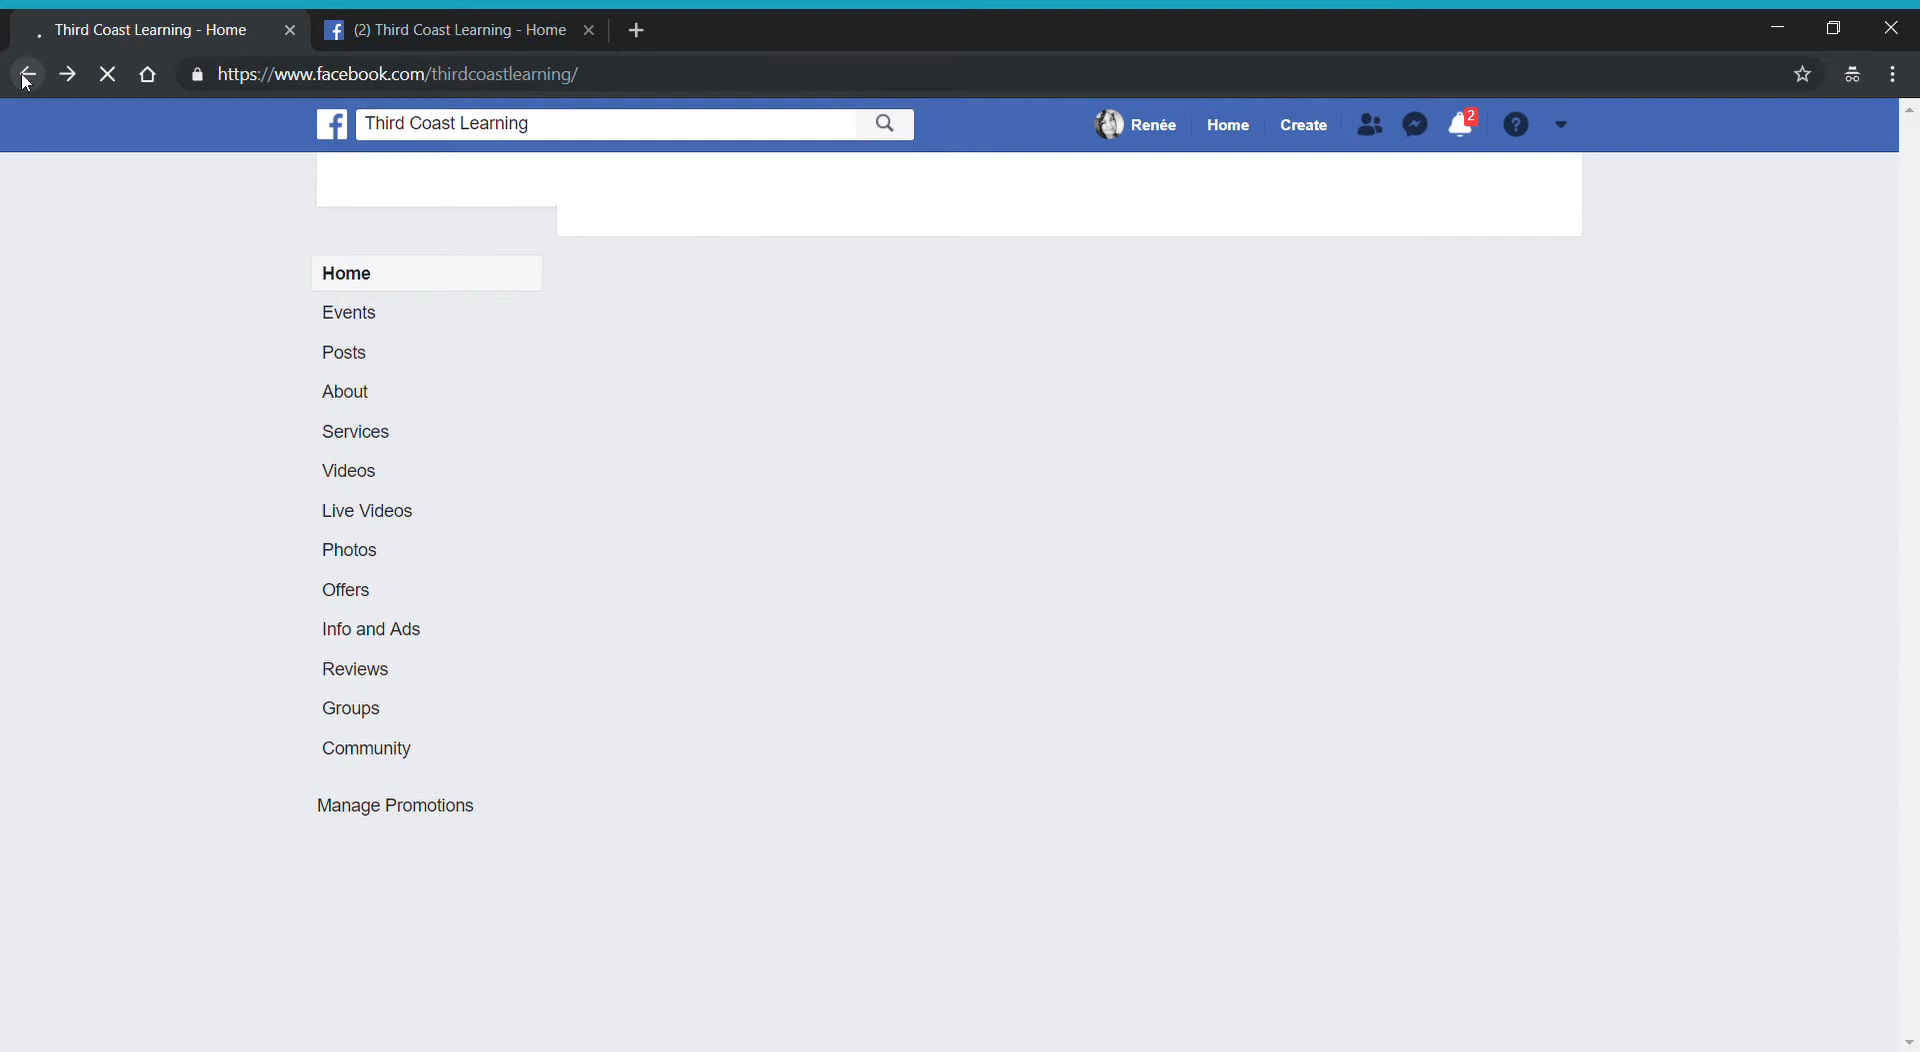 Third Coast Learning - Home
(2) Third Coast Learning - Home
https://www.facebook.com/thirdcoastlearning/
Third Coast Learning
Renée
Home
Create
2
Home
Events
Posts
About
Services
Videos
Live Videos
Photos
Offers
Info and Ads
Reviews
Groups
Community
Manage Promotions